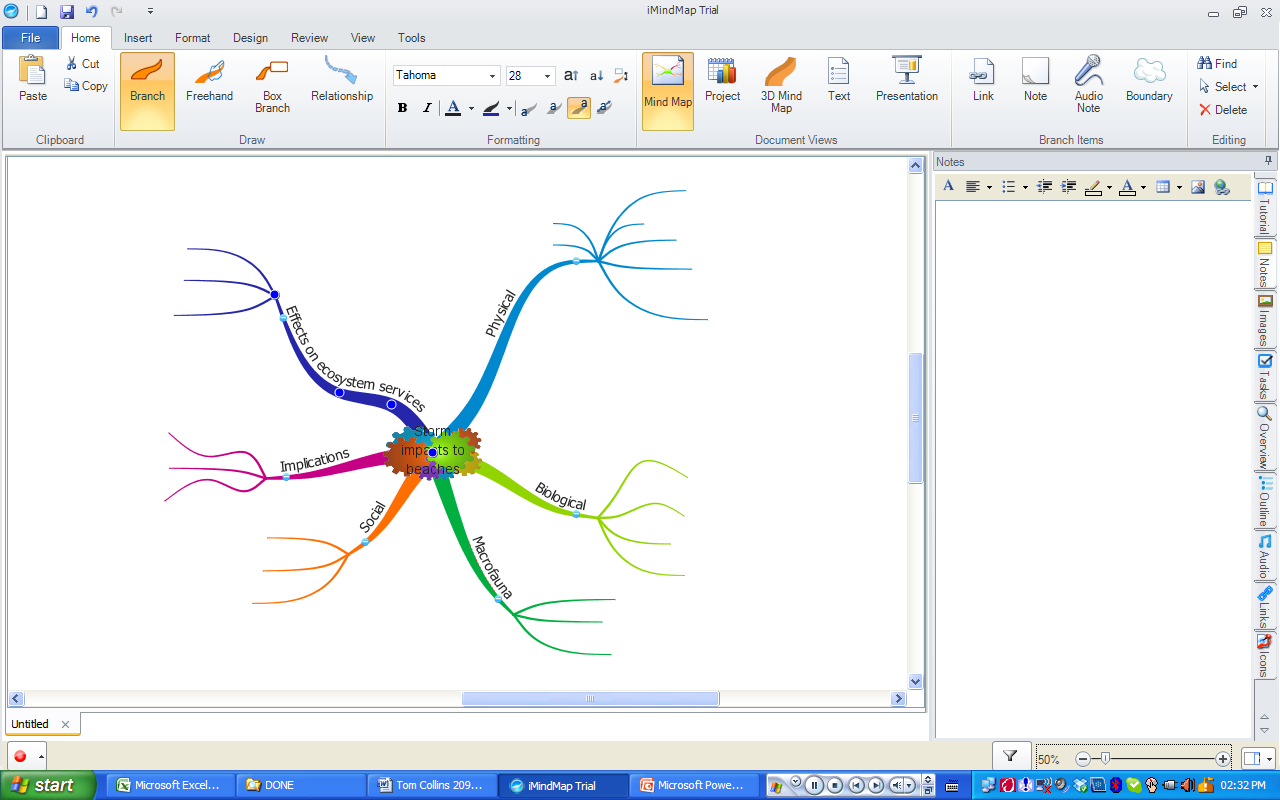 iMindMap Trial
File Home Insert Format Design Review View Tools
Paste
Cut
Copy
Clipboard
Branch
Freehand
Box Branch
Relationship
Draw
Tahoma 28
B I A
Formatting
Mind Map
Project
3D Mind Map
Text
Presentation
Document Views
Link
Note
Audio Note
Boundary
Branch Items
Find
Select
Delete
Editing
Notes
A A
Tutorial
Notes
Images
Tasks
Overview
Outline
Audio
Links
Icons
Effects on ecosystem services
Physical
Storm
impacts to
beaches
Implications
Social
Biological
Macrofauna
Untitled
50%
start
Microsoft Excel...
DONE
Tom Collins 209...
iMindMap Trial
Microsoft Powe...
02:32 PM